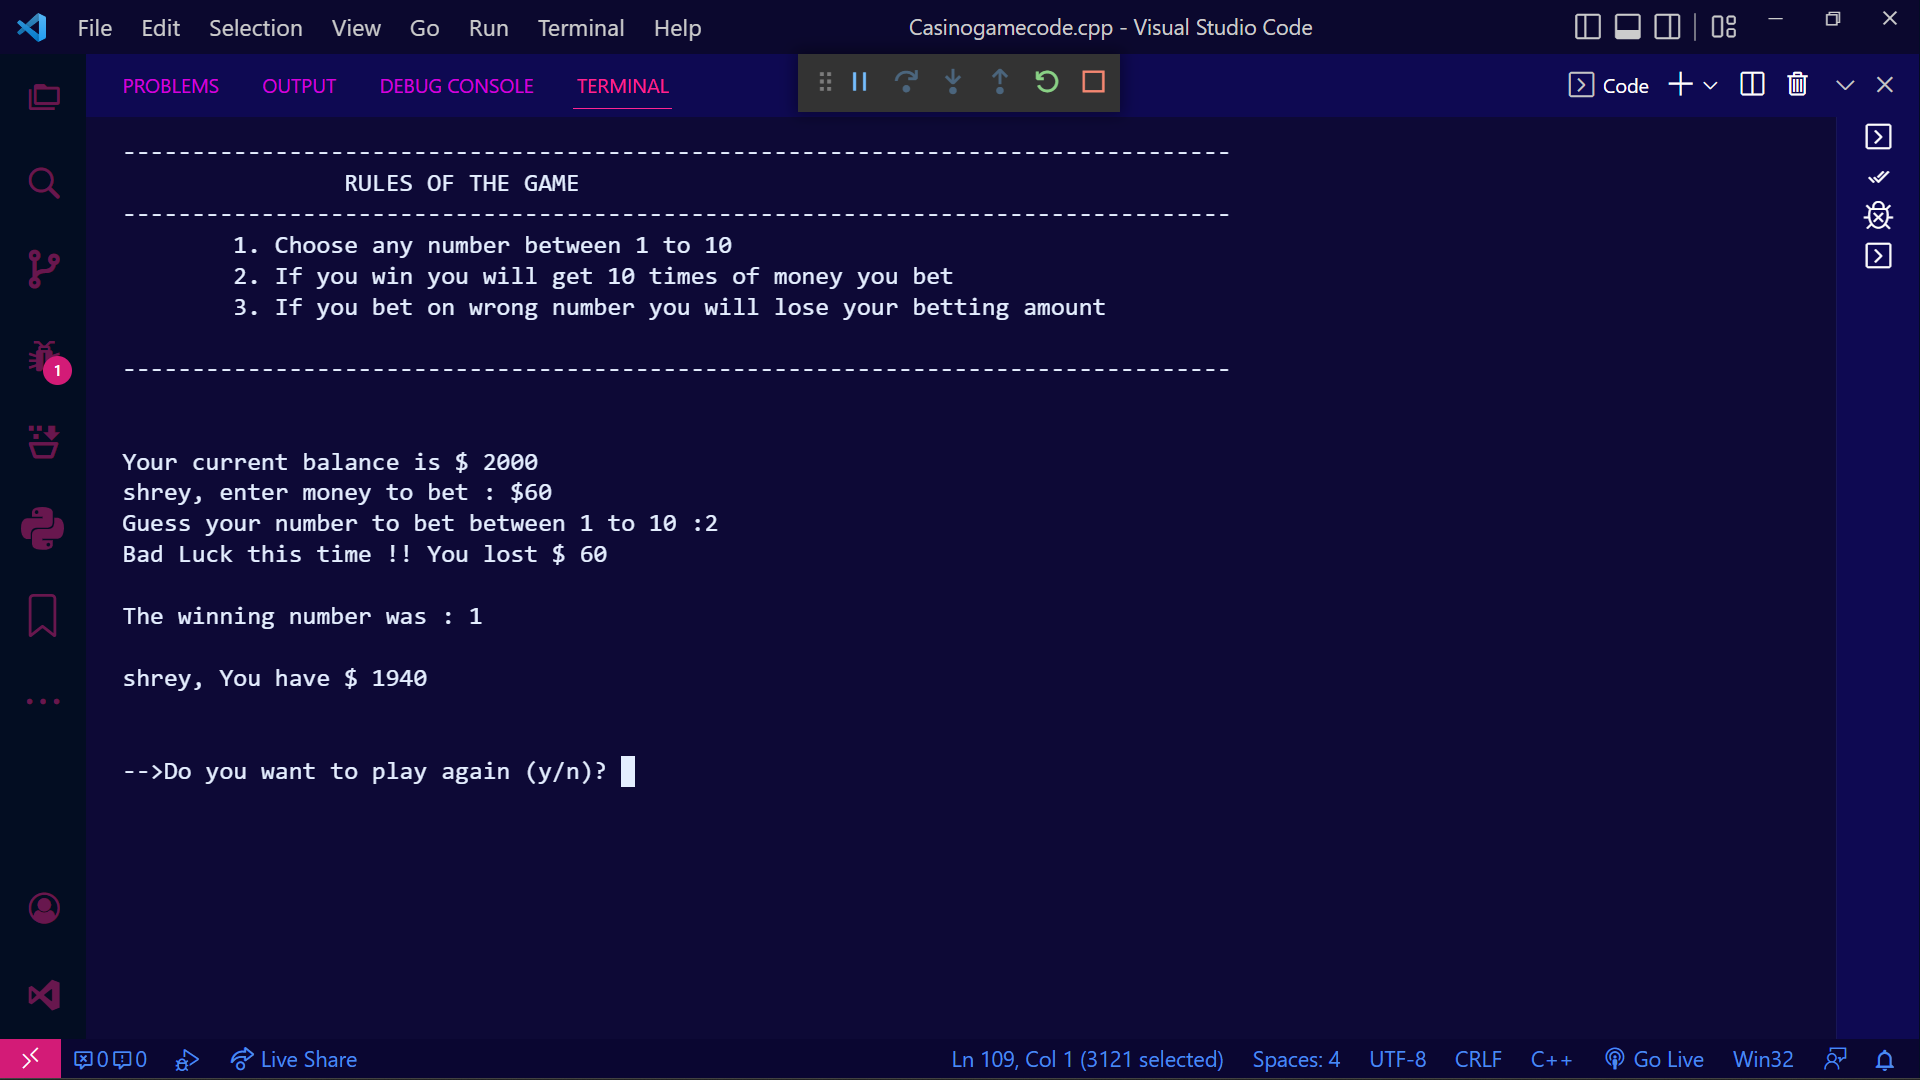 File Edit Selection View Go Run Terminal Help Casinogamecode.cpp - Visual Studio Code
PROBLEMS OUTPUT DEBUG CONSOLE TERMINAL Code
--------------------------------------------------------------------------------
RULES OF THE GAME
--------------------------------------------------------------------------------
1. Choose any number between 1 to 10
2. If you win you will get 10 times of money you bet
3. If you bet on wrong number you will lose your betting amount
--------------------------------------------------------------------------------
Your current balance is $ 2000
shrey, enter money to bet : $60
Guess your number to bet between 1 to 10 :2
Bad Luck this time !! You lost $ 60
The winning number was : 1
shrey, You have $ 1940
-->Do you want to play again (y/n)?
1
0 0 Live Share Ln 109, Col 1 (3121 selected) Spaces: 4 UTF-8 CRLF C++ Go Live Win32